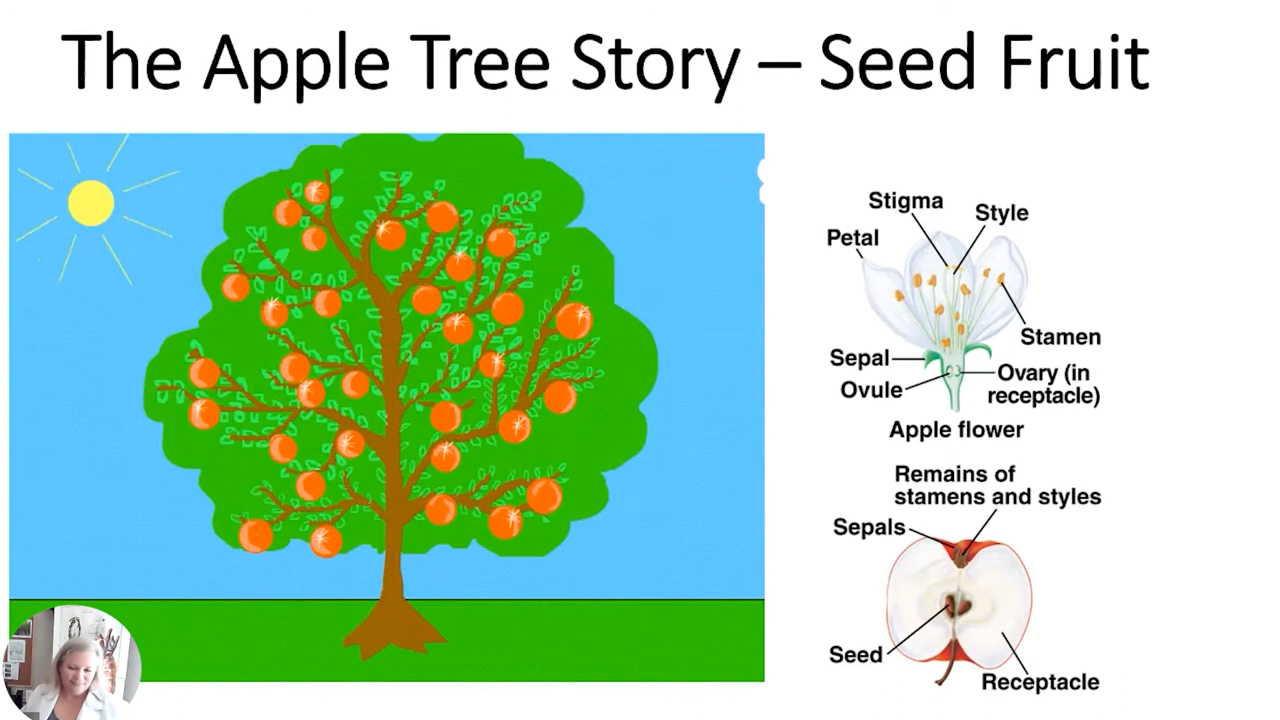 The Apple Tree Story – Seed Fruit
Stigma
Style
Petal
Stamen
Sepal
Ovule
Ovary (in
receptacle)
Apple flower
Remains of
stamens and styles
Sepals
Seed
Receptacle